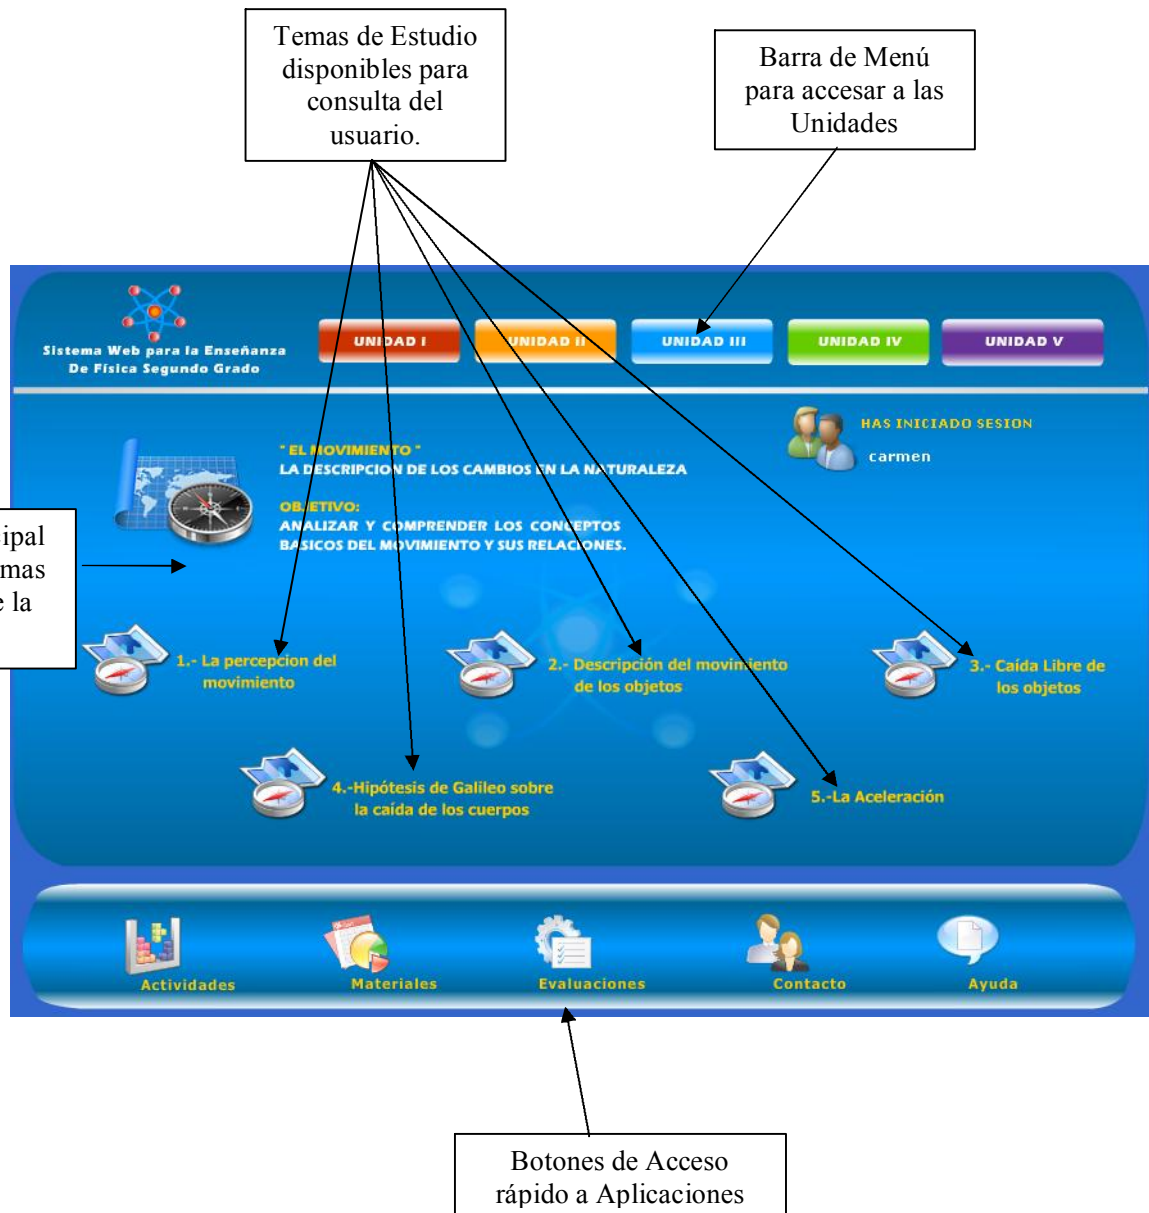 Temas de Estudio
disponibles para
consulta del
usuario.
Barra de Menú
para accesar a las
Unidades
Sistema Web para la Enseñanza
De Física Segundo Grado
UNIDAD I
UNIDAD II
UNIDAD III
UNIDAD IV
UNIDAD V
HAS INICIADO SESION
carmen
" EL MOVIMIENTO "
LA DESCRIPCION DE LOS CAMBIOS EN LA NATURALEZA
OBJETIVO:
ANALIZAR Y COMPRENDER LOS CONCEPTOS
BASICOS DEL MOVIMIENTO Y SUS RELACIONES.
la
1.- La percepcion del
movimiento
2.- Descripción del movimiento
de los objetos
3.- Caída Libre de
los objetos
4.-Hipótesis de Galileo sobre
la caída de los cuerpos
5.-La Aceleración
Actividades
Materiales
Evaluaciones
Contacto
Ayuda
Botones de Acceso
rápido a Aplicaciones